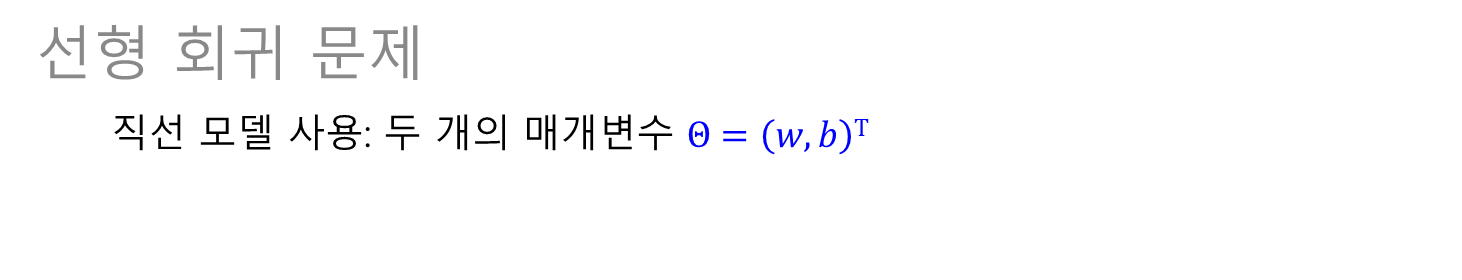 선형 회귀 문제
직선 모델 사용: 두 개의 매개변수 Θ = (w, b)ᵀ